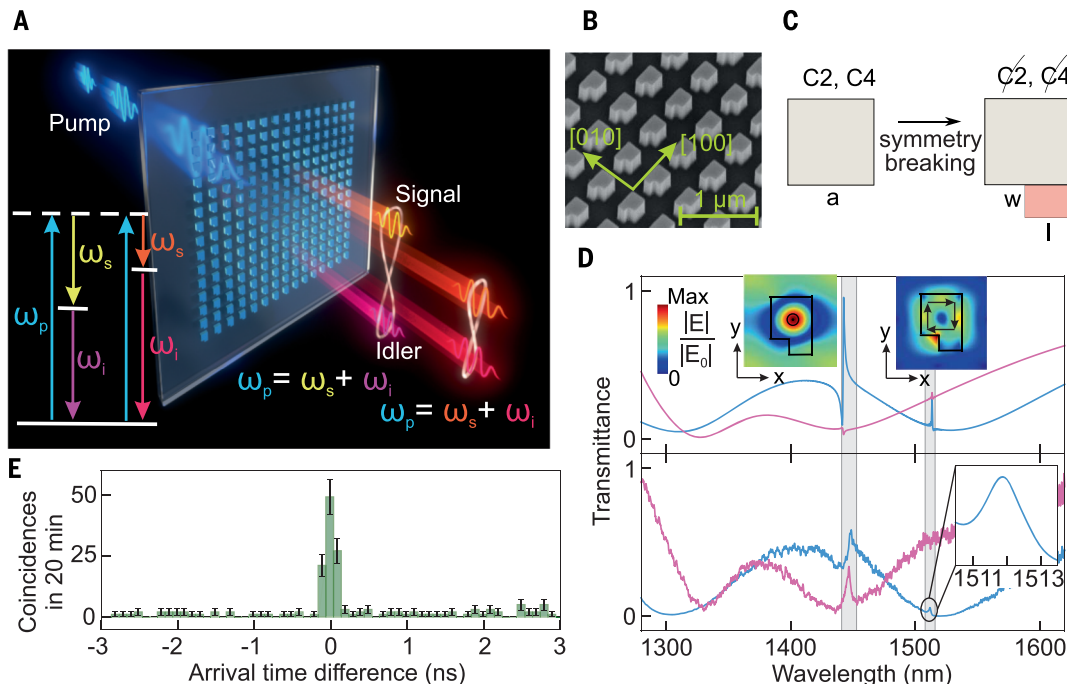 A
Pump
Signal
Idler
ωp
ωs
ωi
ωs
ωi
ωp = ωs + ωi
ωp = ωs + ωi
B
[010]
[100]
1 μm
C
C2, C4
C2, C4
symmetry
breaking
a
w
l
D
Max
|E|
|E0|
0
y
x
y
x
1
0
Transmittance
1
0
1511
1513
1300
1400
1500
1600
Wavelength (nm)
E
Coincidences
in 20 min
50
25
0
-3
-2
-1
0
1
2
3
Arrival time difference (ns)